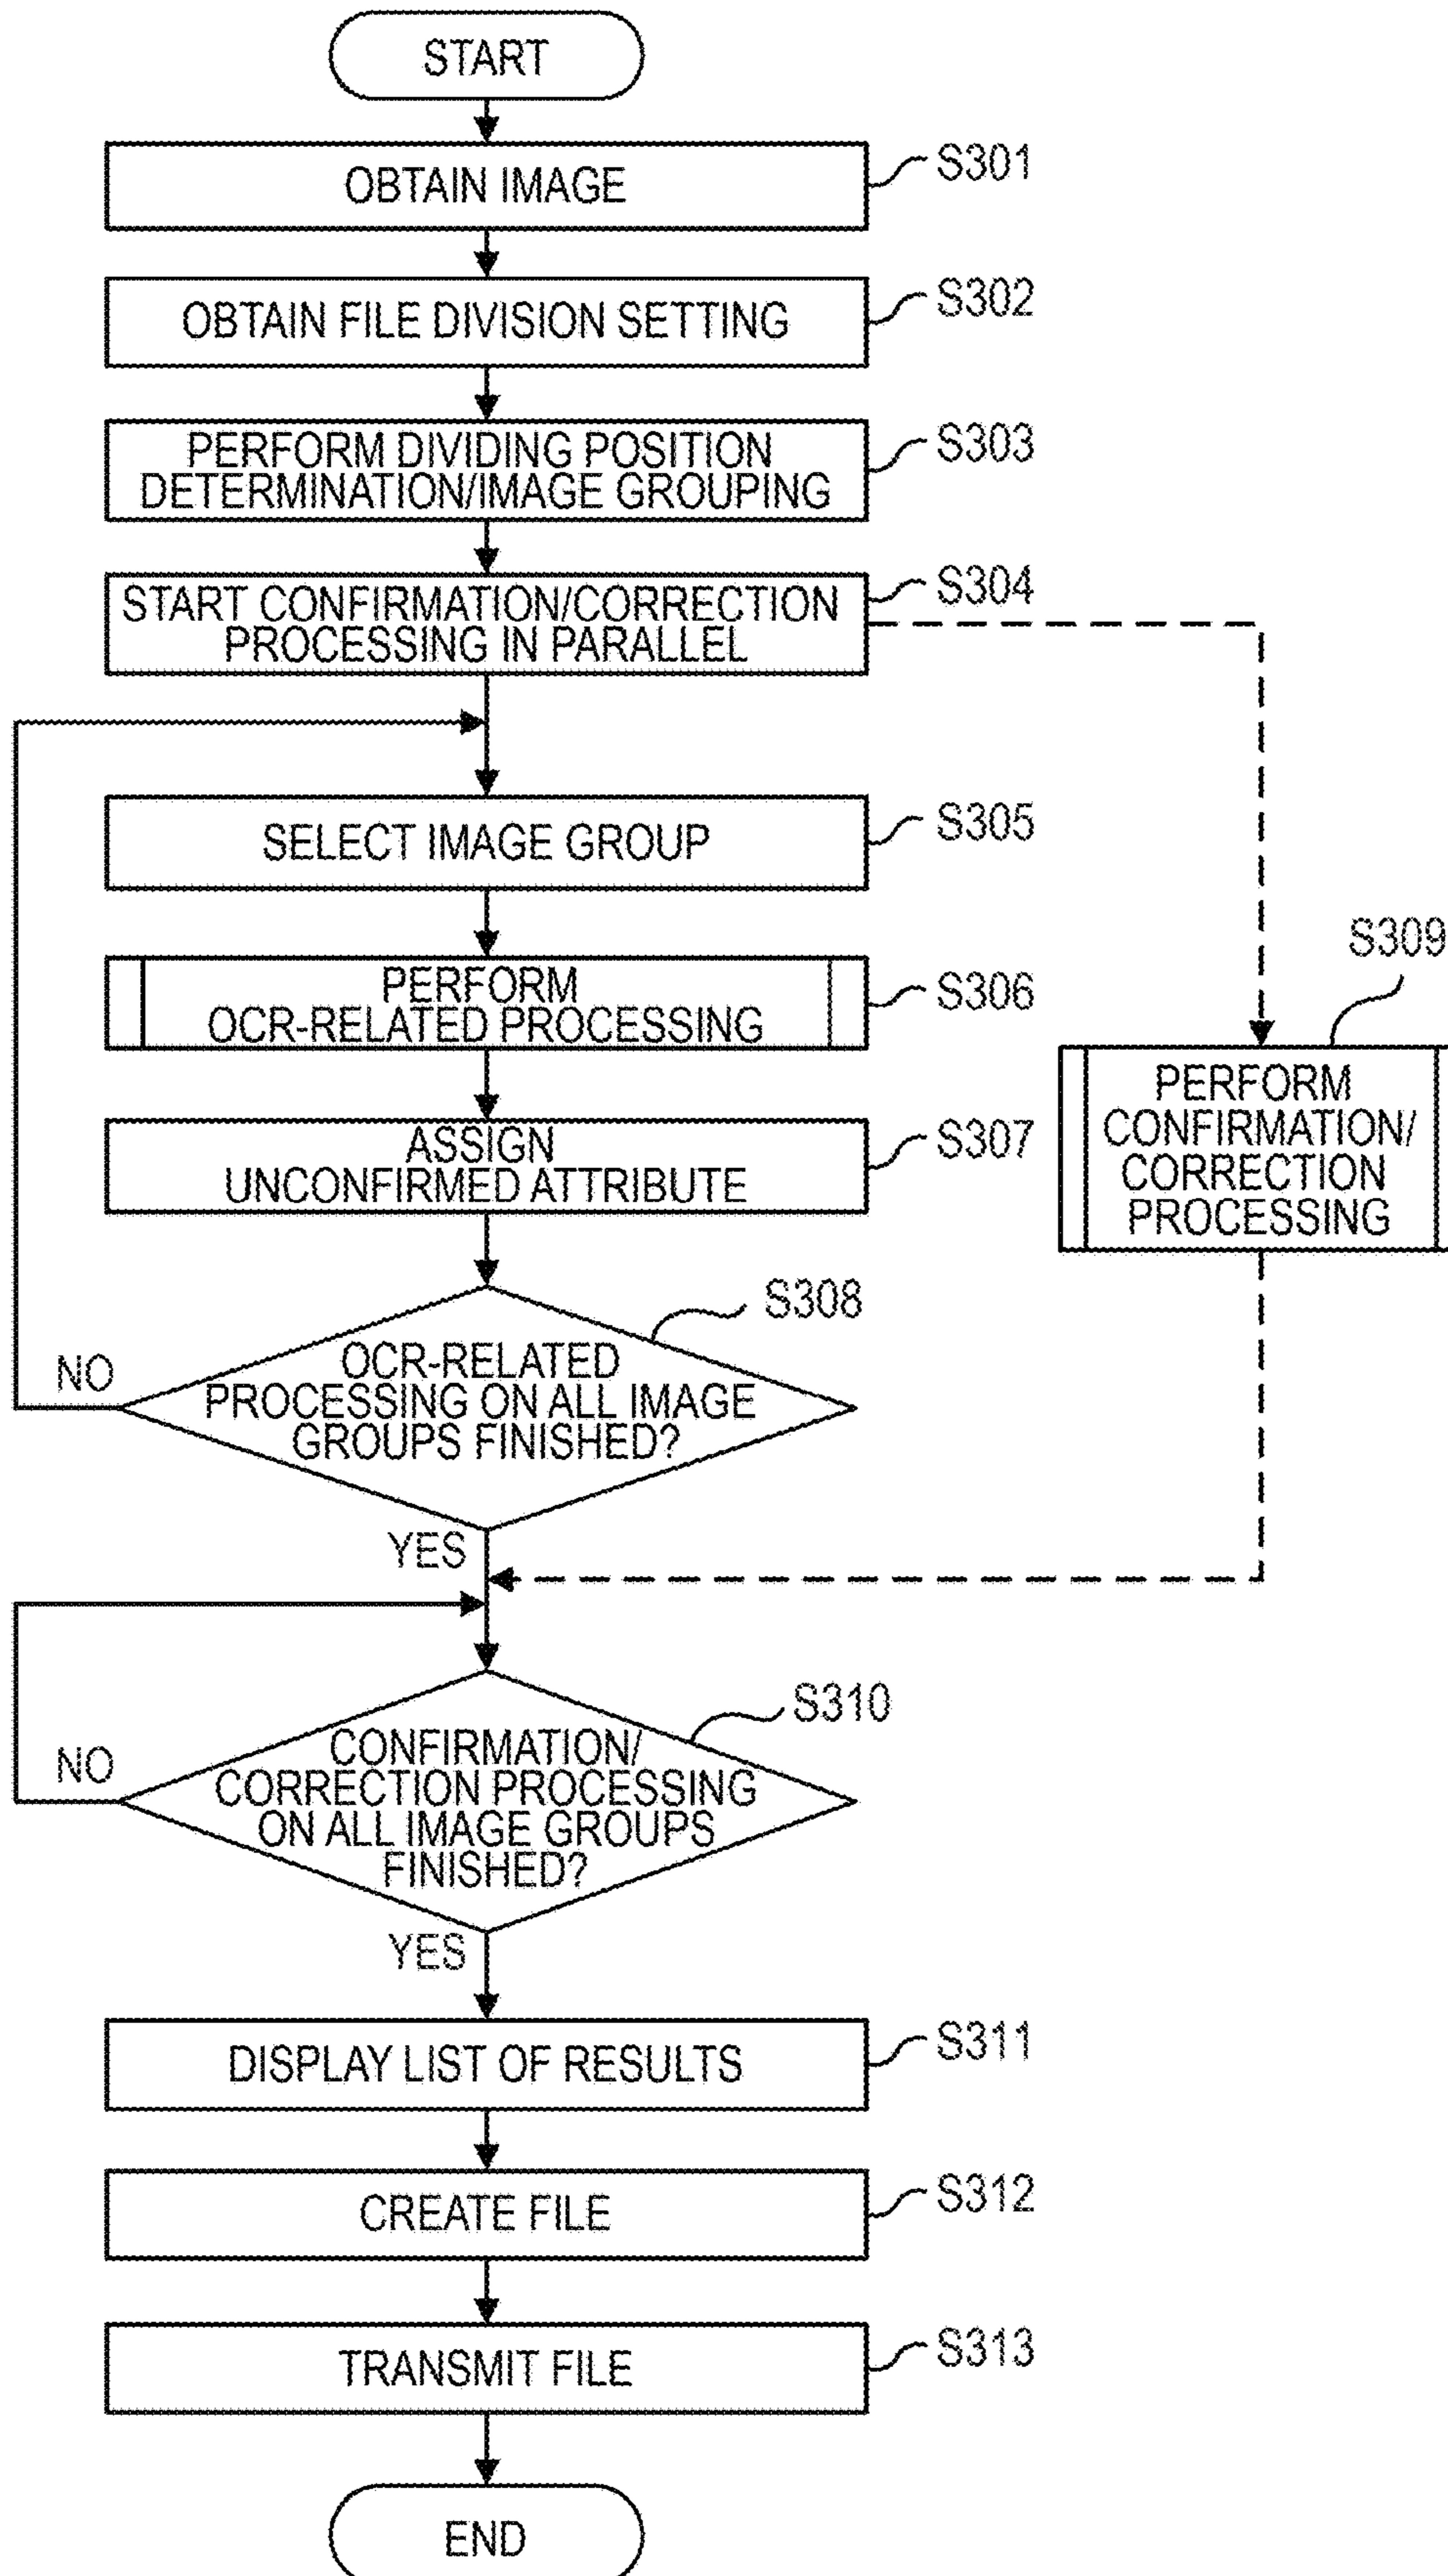 START
OBTAIN IMAGE
S301
OBTAIN FILE DIVISION SETTING
S302
PERFORM DIVIDING POSITION
DETERMINATION/IMAGE GROUPING
S303
START CONFIRMATION/CORRECTION
PROCESSING IN PARALLEL
S304
SELECT IMAGE GROUP
S305
PERFORM
OCR-RELATED PROCESSING
S306
S309
PERFORM
CONFIRMATION/
CORRECTION
PROCESSING
ASSIGN
UNCONFIRMED ATTRIBUTE
S307
S308
OCR-RELATED
PROCESSING ON ALL IMAGE
GROUPS FINISHED?
NO
YES
S310
CONFIRMATION/
CORRECTION PROCESSING
ON ALL IMAGE GROUPS
FINISHED?
NO
YES
DISPLAY LIST OF RESULTS
S311
CREATE FILE
S312
TRANSMIT FILE
S313
END